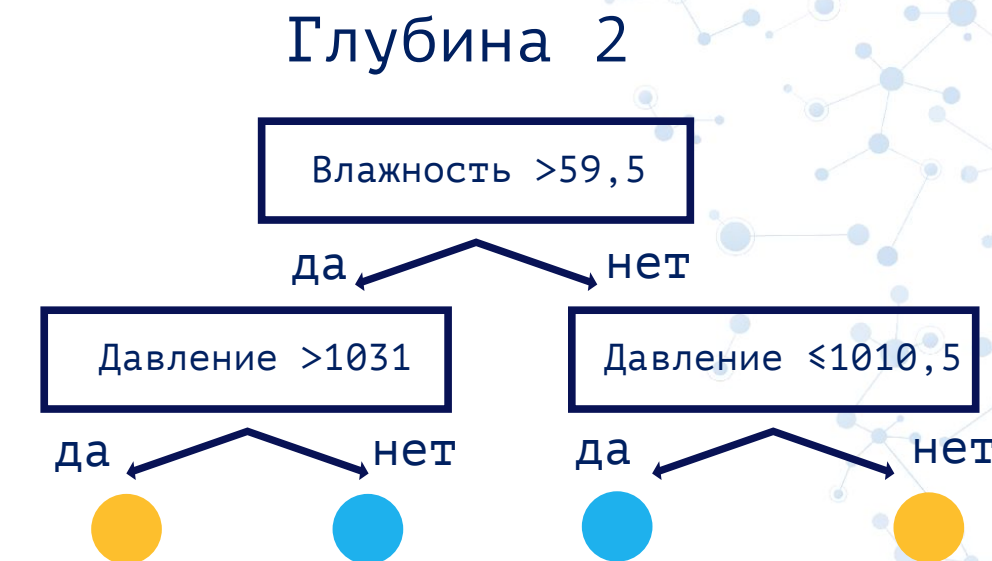 Глубина 2
Влажность >59,5
да нет
Давление >1031 Давление ⩽1010,5
да нет да нет